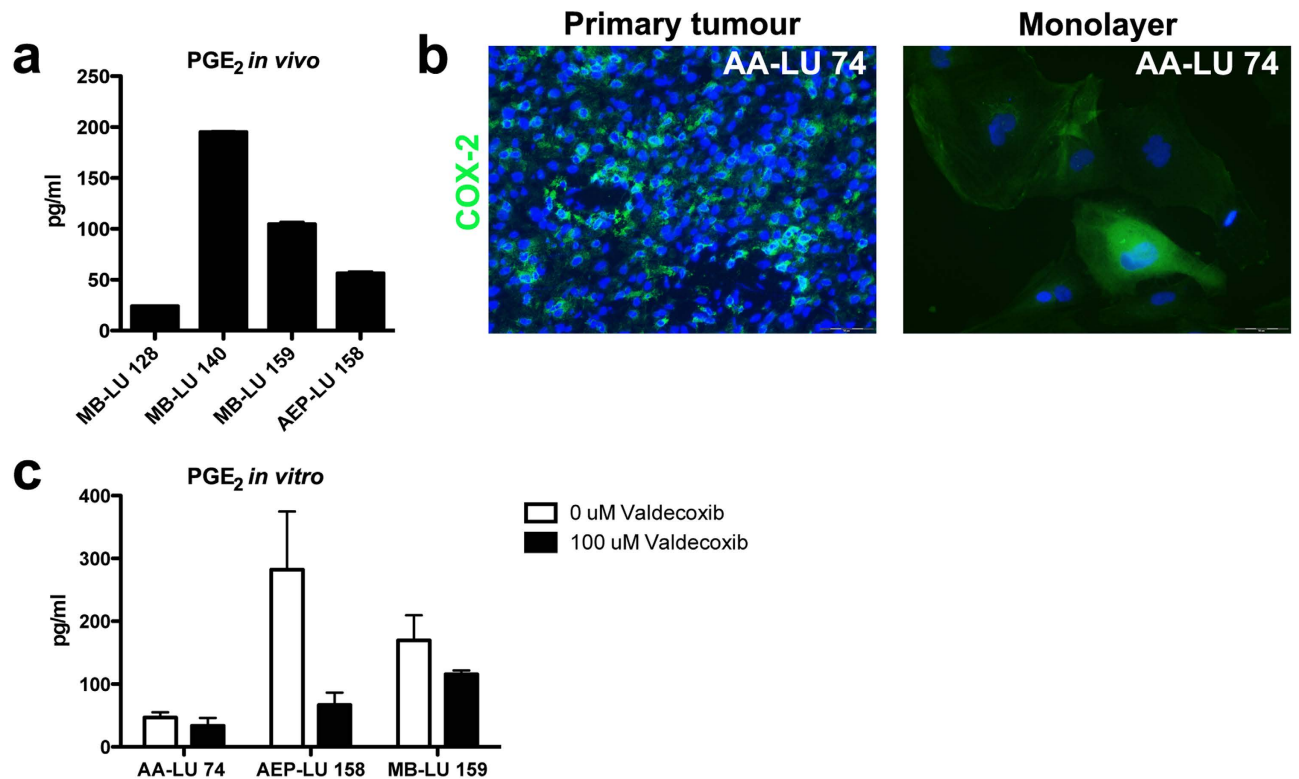 a
PGE2 in vivo
250
200
150
100
50
0
pg/ml
MB-LU 128
MB-LU 140
MB-LU 159
AEP-LU 158
b
Primary tumour
Monolayer
COX-2
AA-LU 74
AA-LU 74
c
PGE2 in vitro
400
300
200
100
0
pg/ml
AA-LU 74
AEP-LU 158
MB-LU 159
0 uM Valdecoxib
100 uM Valdecoxib